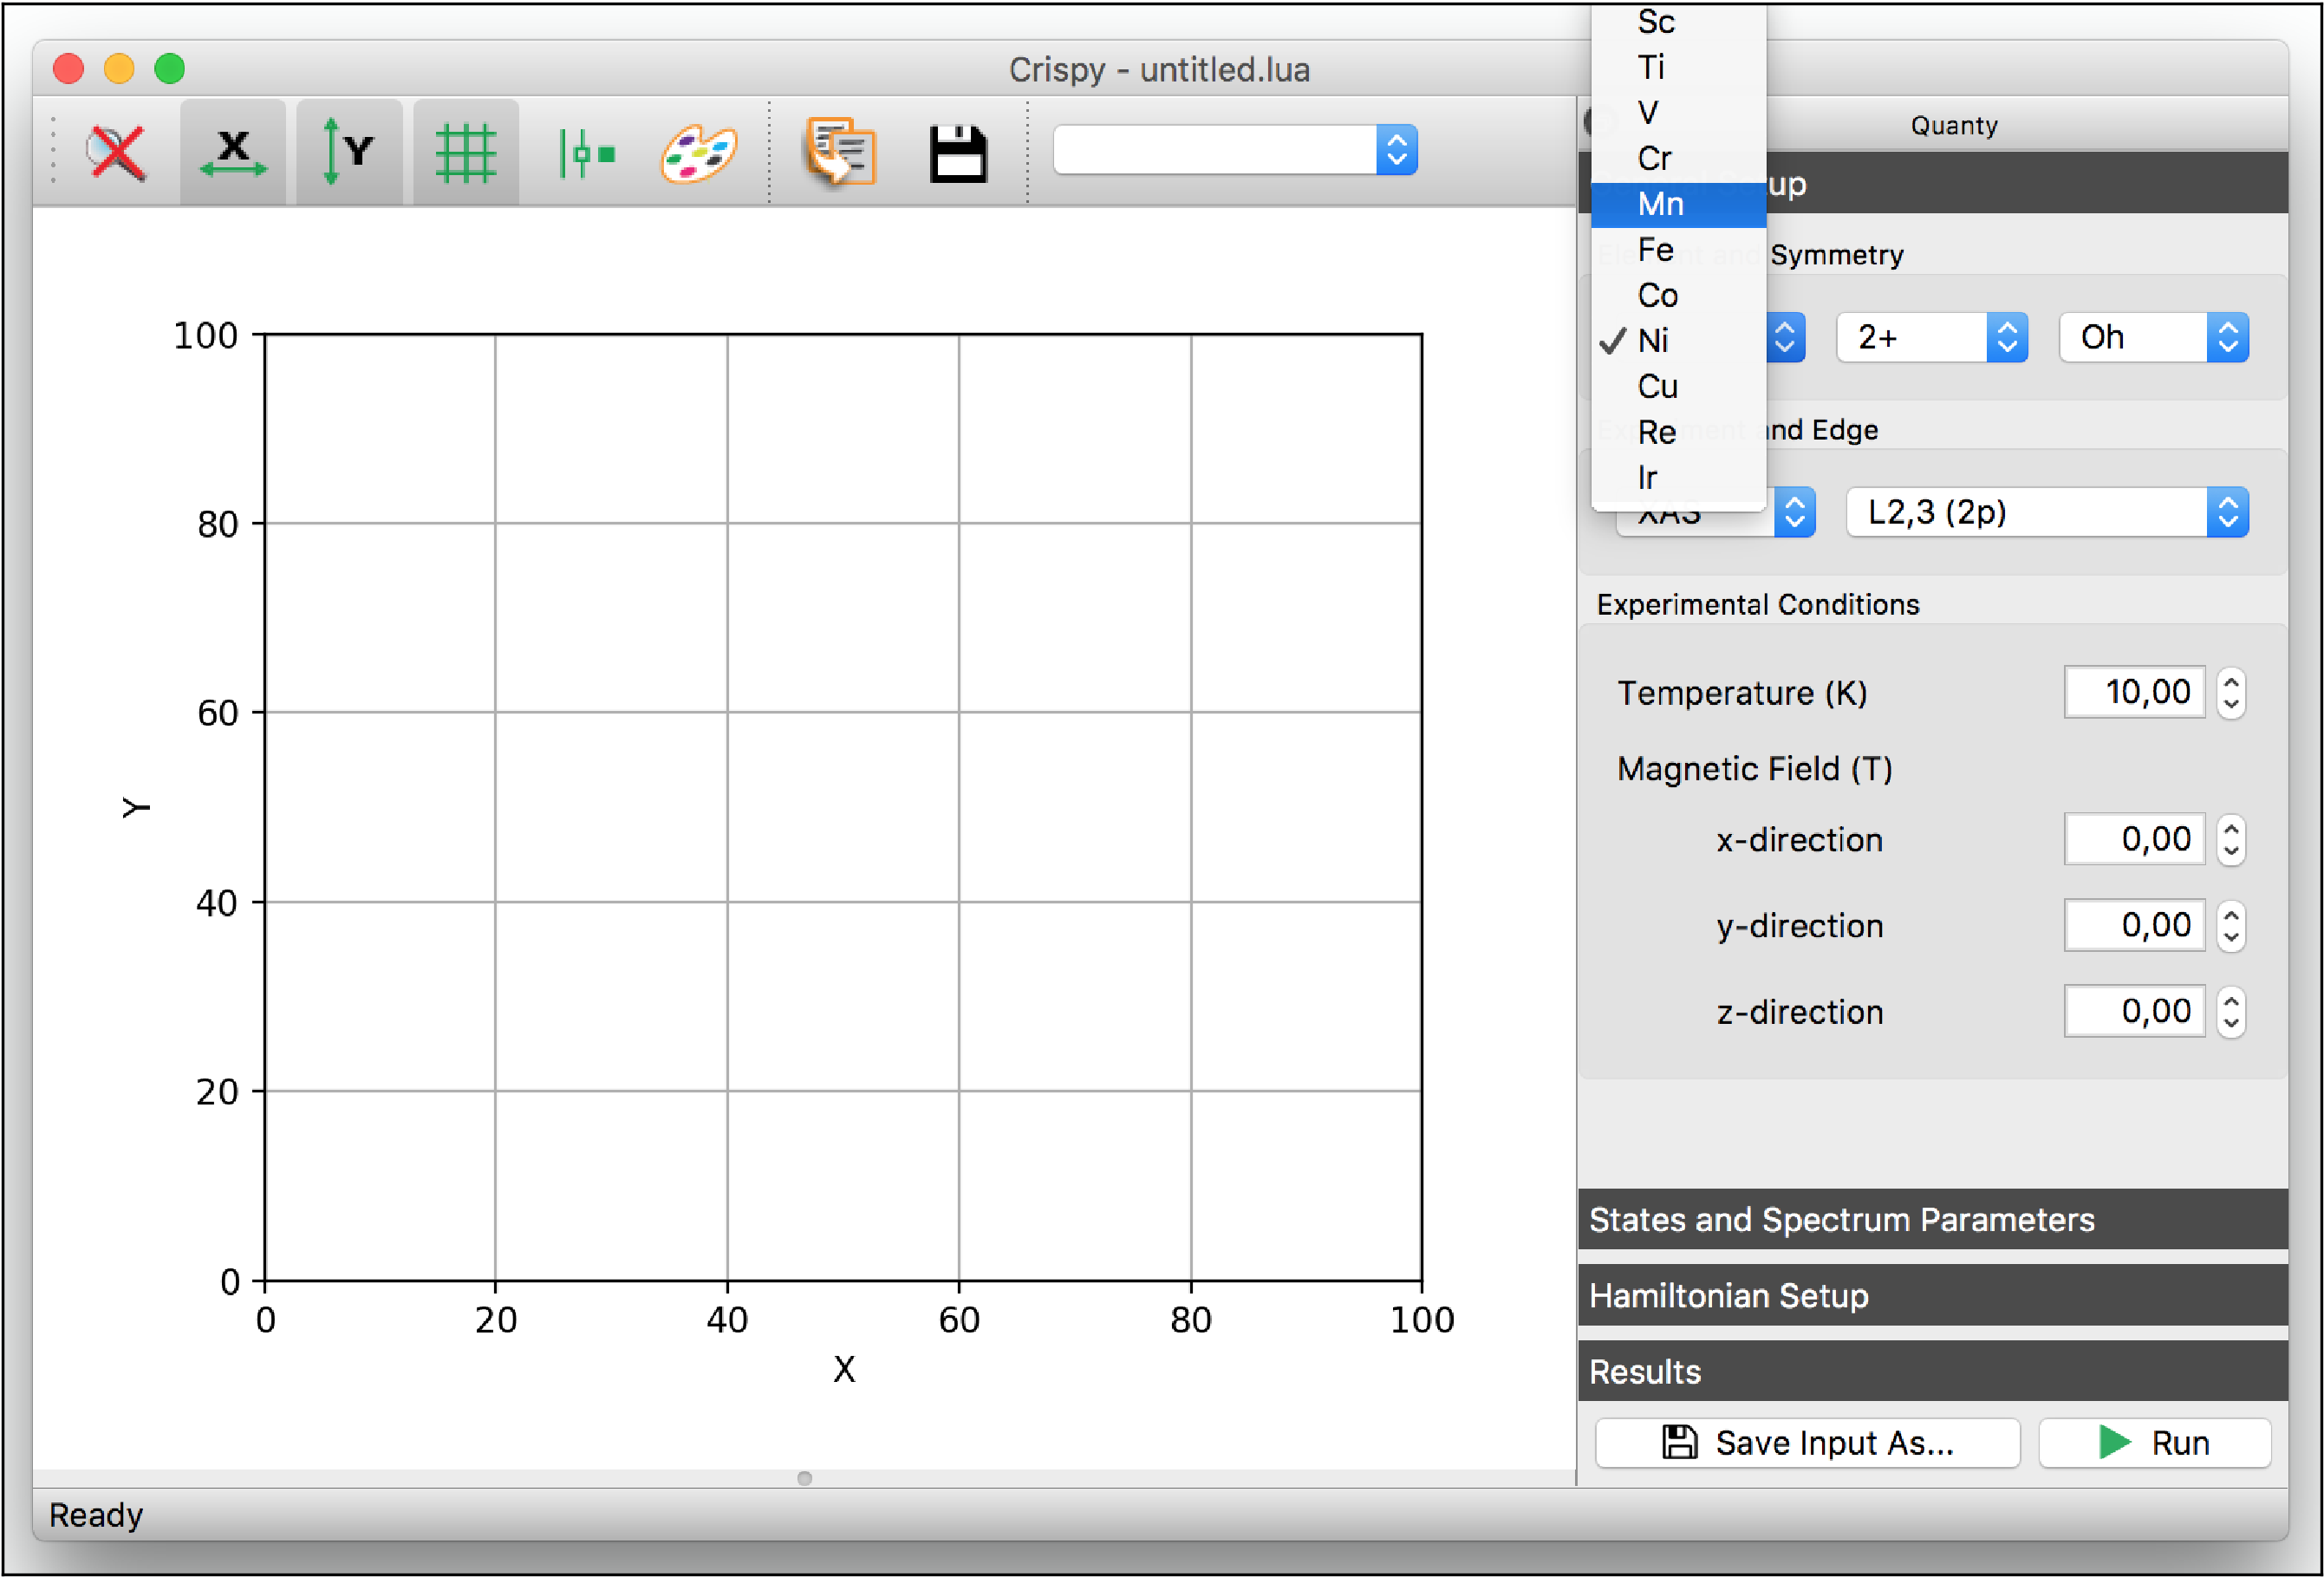 Crispy - untitled.lua
X
Y
Quanty
up
Symmetry
Sc
Ti
V
Cr
Mn
Fe
Co
Ni
Cu
Re
Ir
2+
Oh
nd Edge
XAS
L2,3 (2p)
Experimental Conditions
Temperature (K)
10,00
Magnetic Field (T)
x-direction
0,00
y-direction
0,00
z-direction
0,00
States and Spectrum Parameters
Hamiltonian Setup
Results
Save Input As...
Run
100
80
60
40
20
0
Y
0
20
40
60
80
100
X
Ready